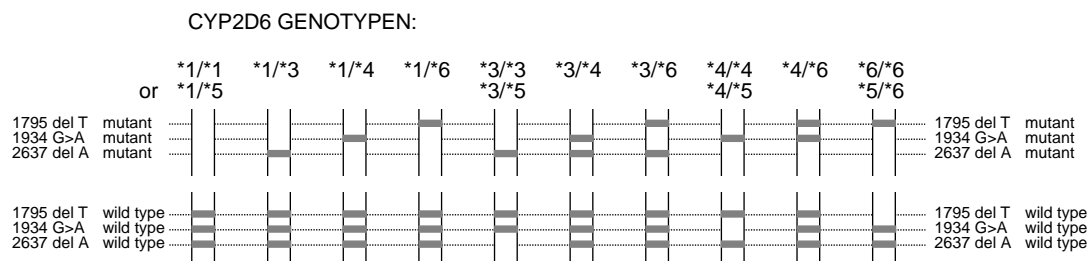 CYP2D6 GENOTYPEN:
*1/*1 *1/*3 *1/*4 *1/*6 *3/*3 *3/*4 *3/*6 *4/*4 *4/*6 *6/*6
or *1/*5 *3/*5 *4/*5 *5/*6
1795 del T mutant 1795 del T mutant
1934 G>A mutant 1934 G>A mutant
2637 del A mutant 2637 del A mutant
1795 del T wild type 1795 del T wild type
1934 G>A wild type 1934 G>A wild type
2637 del A wild type 2637 del A wild type